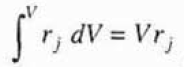 ∫^V r_j dV = V r_j